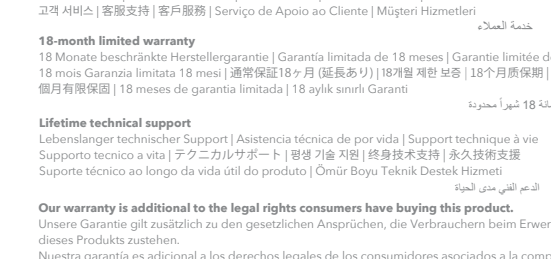 고객 서비스 | 客服支持 | 客戶服務 | Serviço de Apoio ao Cliente | Müşteri Hizmetleri
خدمة العملاء
18-month limited warranty
18 Monate beschränkte Herstellergarantie | Garantía limitada de 18 meses | Garantie limitée de
18 mois Garanzia limitata 18 mesi | 通常保証18ヶ月 (延長あり) | 18개월 제한 보증 | 18个月质保期 |
個月有限保固 | 18 meses de garantia limitada | 18 aylık sınırlı Garanti
18 شهراً محدودة
Lifetime technical support
Lebenslanger technischer Support | Asistencia técnica de por vida | Support technique à vie
Supporto tecnico a vita | テクニカルサポート | 평생 기술 지원 | 终身技术支持 | 永久技術支援
Suporte técnico ao longo da vida útil do produto | Ömür Boyu Teknik Destek Hizmeti
الدعم الفني مدى الحياة
Our warranty is additional to the legal rights consumers have buying this product.
Unsere Garantie gilt zusätzlich zu den gesetzlichen Ansprüchen, die Verbrauchern beim Erwer
dieses Produkts zustehen.
Nuestra garantía es adicional a los derechos legales de los consumidores asociados a la comp